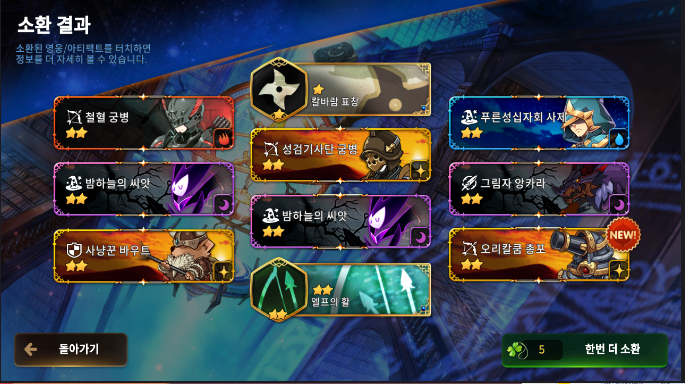 소환 결과
소환된 영웅/아티팩트를 터치하면
정보를 더 자세히 볼 수 있습니다.
칼바람 표창
철혈 궁병
푸른성십자회 사제
성검기사단 궁병
밤하늘의 씨앗
그림자 앙카라
밤하늘의 씨앗
사냥꾼 바우트
오리칼쿰 총포
NEW!
엘프의 활
돌아가기
5
한번 더 소환